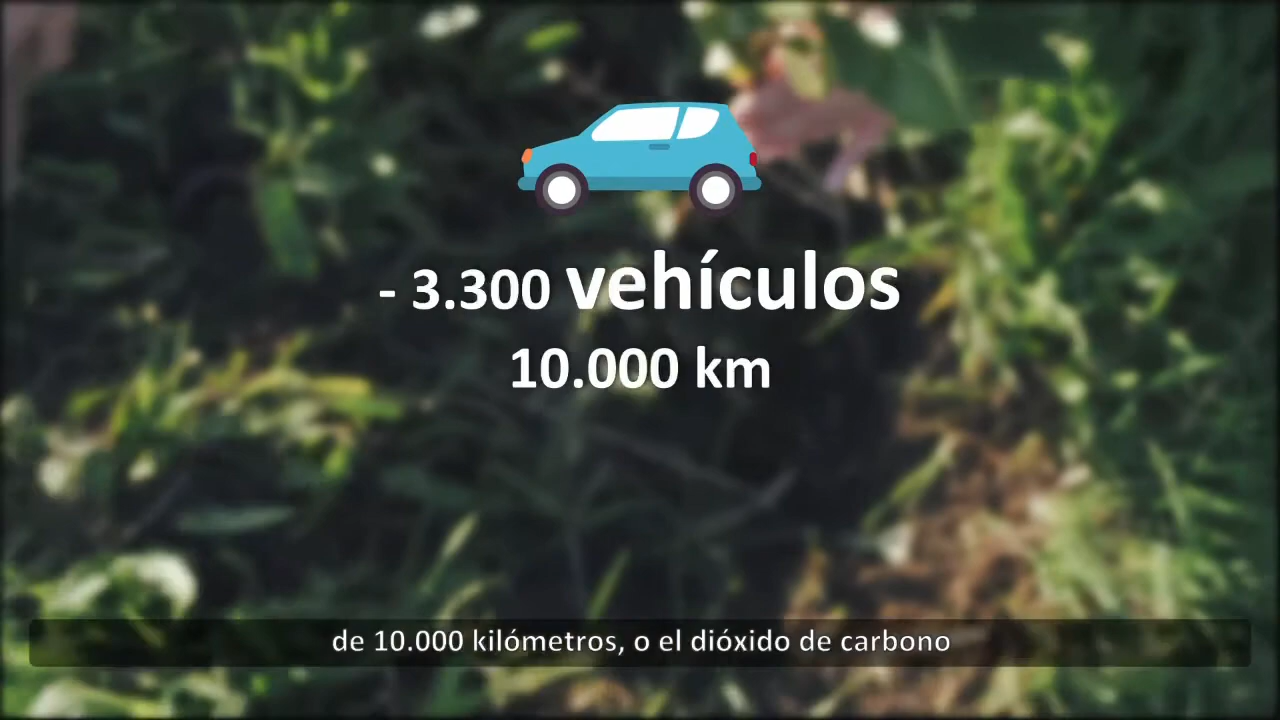 - 3.300 vehículos
10.000 km
de 10.000 kilómetros, o el dióxido de carbono